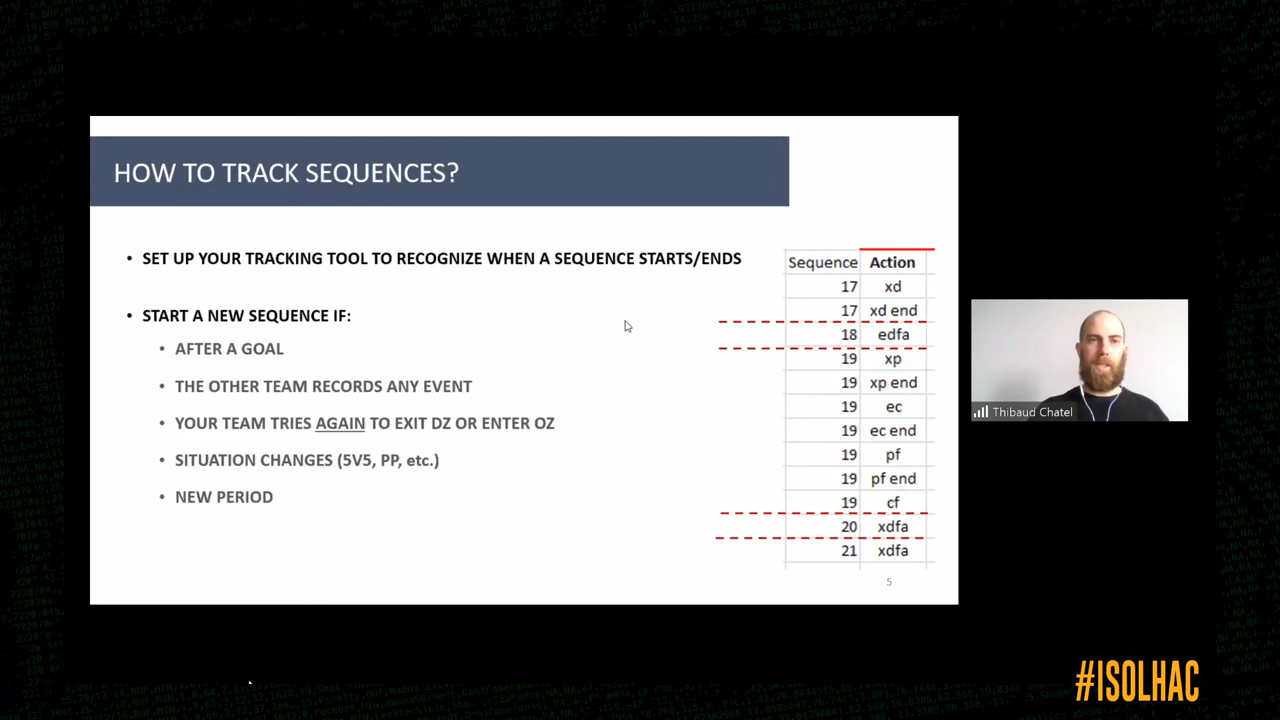 HOW TO TRACK SEQUENCES?
• SET UP YOUR TRACKING TOOL TO RECOGNIZE WHEN A SEQUENCE STARTS/ENDS
• START A NEW SEQUENCE IF:
• AFTER A GOAL
• THE OTHER TEAM RECORDS ANY EVENT
• YOUR TEAM TRIES AGAIN TO EXIT DZ OR ENTER OZ
• SITUATION CHANGES (5V5, PP, etc.)
• NEW PERIOD
Sequence Action
17 xd
17 xd end
18 edfa
19 xp
19 xp end
19 ec
19 ec end
19 pf
19 pf end
19 cf
20 xdfa
21 xdfa
5
Thibaud Chatel
#ISOLHAC